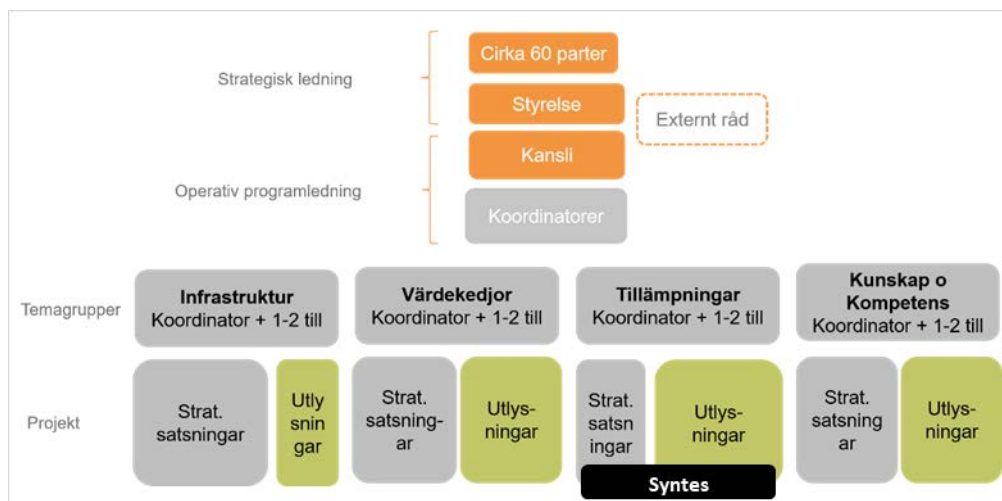 Cirka 60 parter
Strategisk ledning
Styrelse
Externt råd
Kansli
Operativ programledning
Koordinatorer
Temagrupper
Infrastruktur
Koordinator + 1-2 till
Värdekedjor
Koordinator + 1-2 till
Tillämpningar
Koordinator + 1-2 till
Kunskap o
Kompetens
Koordinator + 1-2 till
Projekt
Strat.
satsningar
Utly
snin
gar
Strat.
satsning-
ar
Utlys-
ningar
Strat.
satsn
ingar
Utlys-
ningar
Strat.
satsning
ar
Utlys-
ningar
Syntes